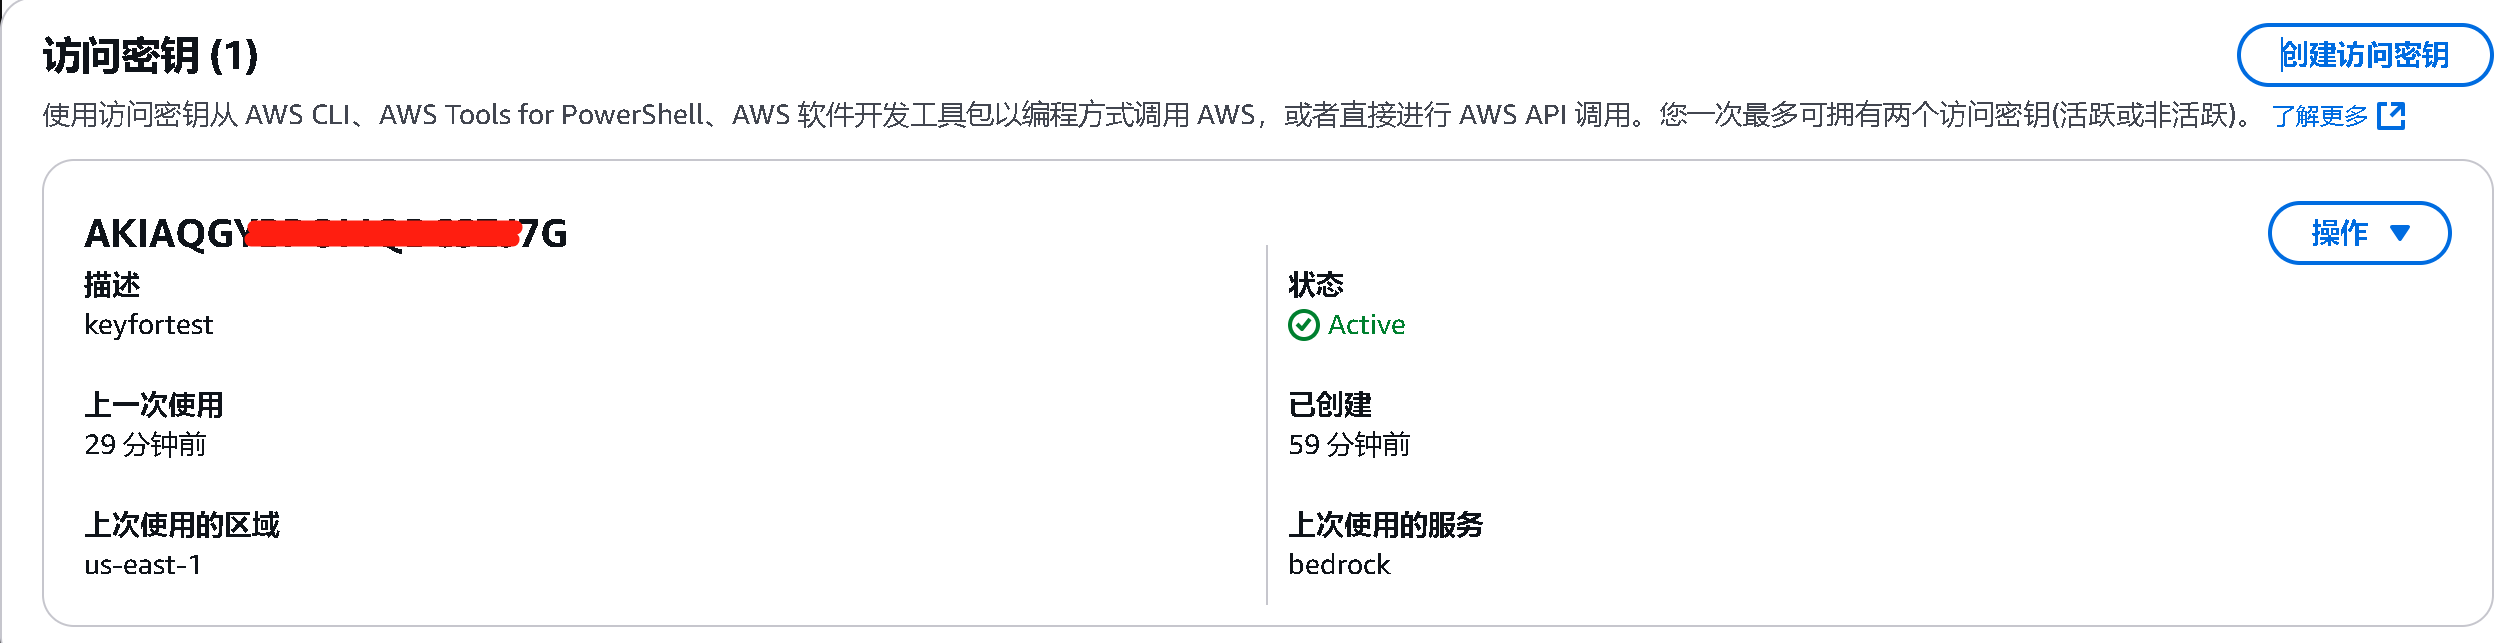 访问密钥 (1)
创建访问密钥
使用访问密钥从 AWS CLI、AWS Tools for PowerShell、AWS 软件开发工具包以编程方式调用 AWS，或者直接进行 AWS API 调用。您一次最多可拥有两个访问密钥(活跃或非活跃)。 了解更多
AKIAQGY 7G
操作
描述
keyfortest
状态
Active
上一次使用
29 分钟前
已创建
59 分钟前
上次使用的区域
us-east-1
上次使用的服务
bedrock